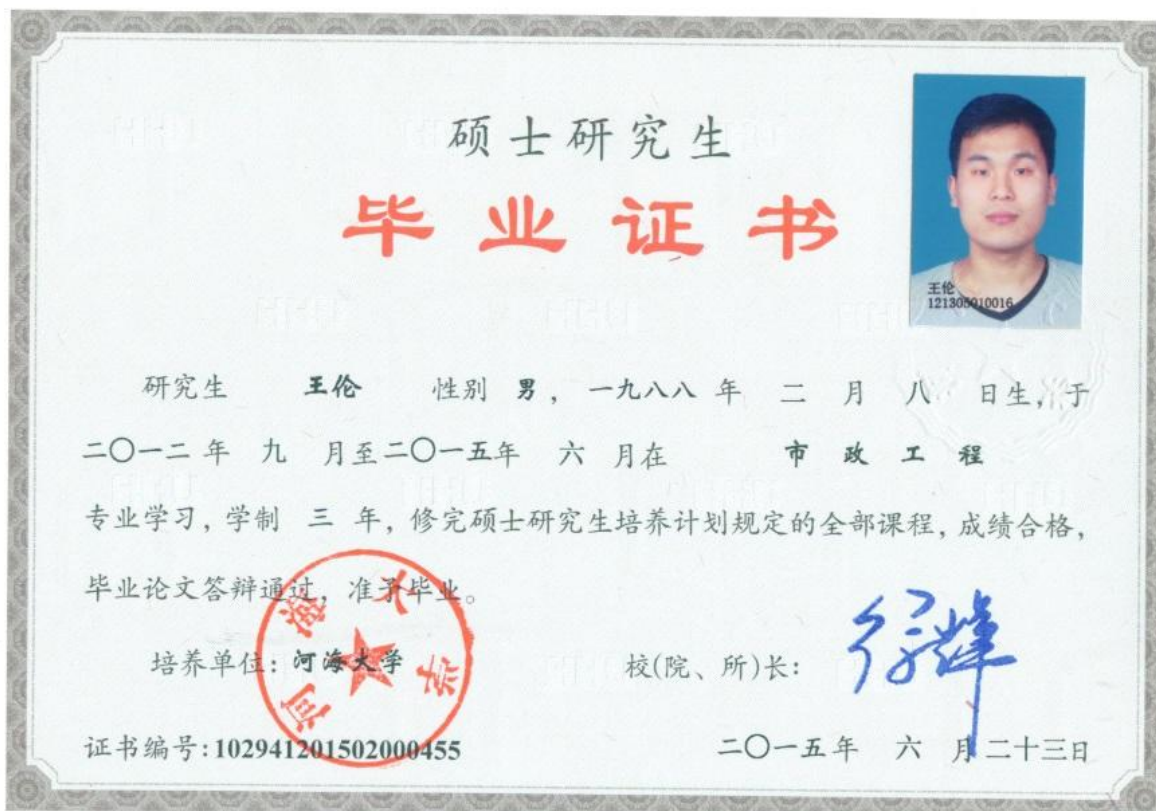 硕士研究生
毕业证书
王伦
121305010016
研究生 王伦 性别 男，一九八八 年 二 月 八 日生，于
二〇一二 年 九 月至二〇一五年 六 月在 市 政 工 程
专业学习，学制 三 年，修完硕士研究生培养计划规定的全部课程，成绩合格，
毕业论文答辩通过，准予毕业。
河海大学
培养单位：河海大学 校(院、所)长：
证书编号：102941201502000455 二〇一五年 六 月 二十三日